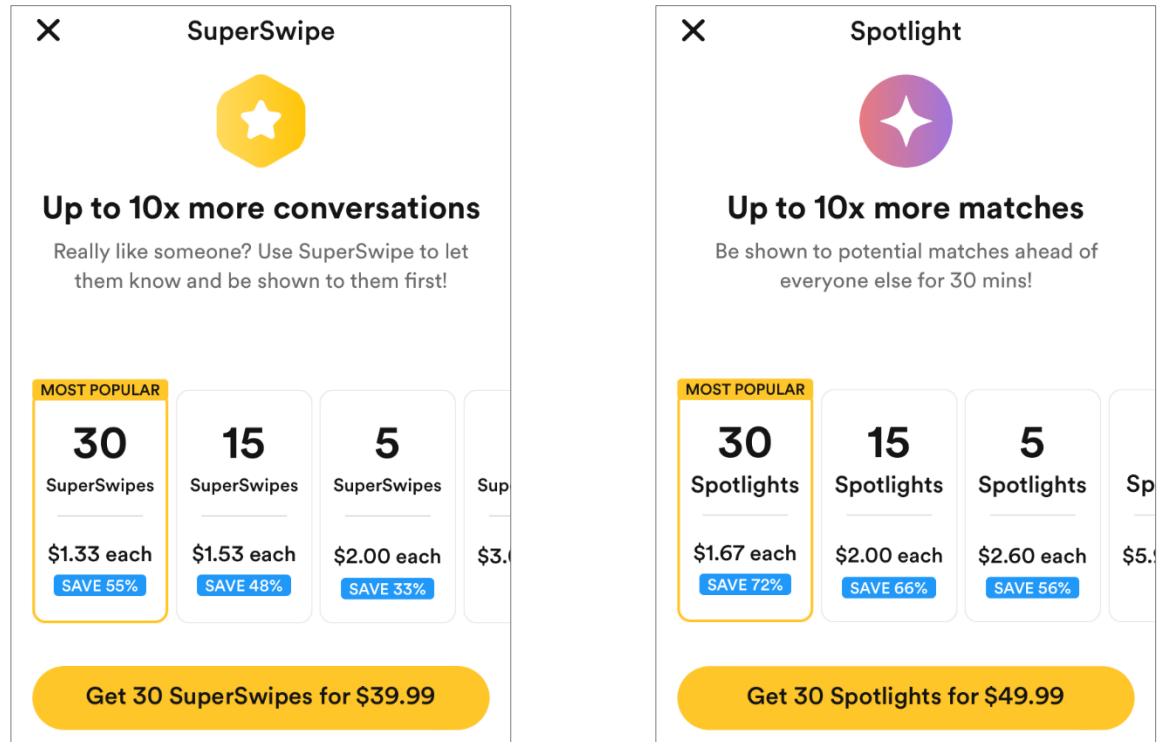 SuperSwipe
Up to 10x more conversations
Really like someone? Use SuperSwipe to let
them know and be shown to them first!
MOST POPULAR
30
SuperSwipes
$1.33 each
SAVE 55%
15
SuperSwipes
$1.53 each
SAVE 48%
5
SuperSwipes
$2.00 each
SAVE 33%
Get 30 SuperSwipes for $39.99
Spotlight
Up to 10x more matches
Be shown to potential matches ahead of
everyone else for 30 mins!
MOST POPULAR
30
Spotlights
$1.67 each
SAVE 72%
15
Spotlights
$2.00 each
SAVE 66%
5
Spotlights
$2.60 each
SAVE 56%
Get 30 Spotlights for $49.99